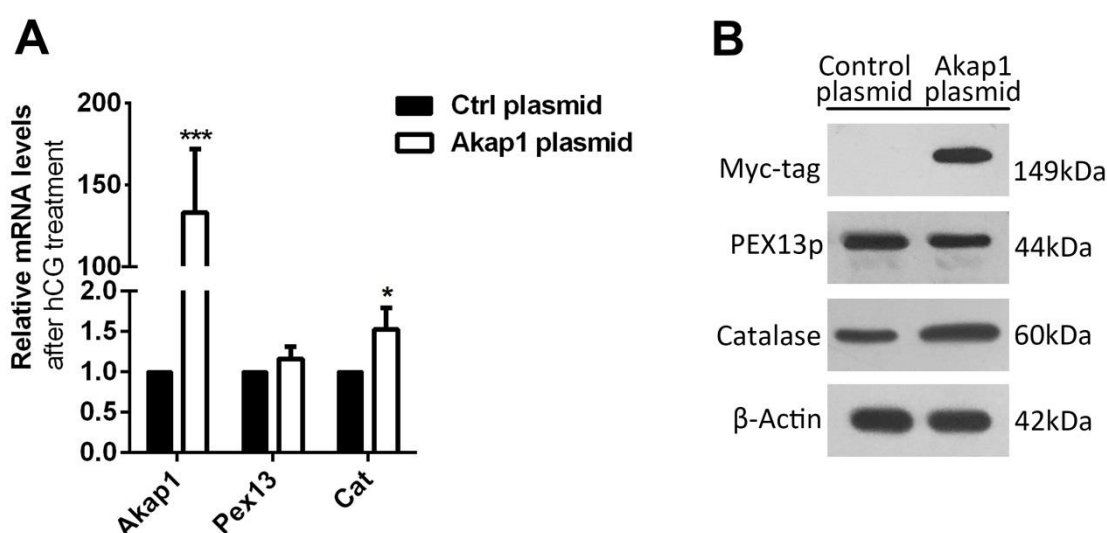 A
Relative mRNA levels
after hCG treatment
200
150
100
2.0
1.5
1.0
0.5
0.0
***
*
Ctrl plasmid
Akap1 plasmid
Akap1
Pex13
Cat
B
Control
plasmid
Akap1
plasmid
Myc-tag
149kDa
PEX13p
44kDa
Catalase
60kDa
β-Actin
42kDa